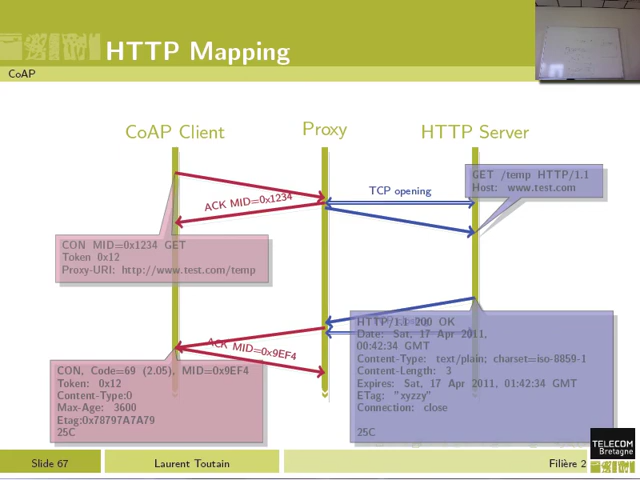 HTTP Mapping
CoAP
CoAP Client
Proxy
HTTP Server
GET /temp HTTP/1.1
Host: www.test.com
TCP opening
ACK MID=0x1234
CON MID=0x1234 GET
Token 0x12
Proxy-URI: http://www.test.com/temp
HTTP/1.1 200 OK
Date: Sat, 17 Apr 2011,
00:42:34 GMT
Content-Type: text/plain; charset=iso-8859-1
Content-Length: 3
Expires: Sat, 17 Apr 2011, 01:42:34 GMT
ETag: "xyzzy"
Connection: close
25C
ACK MID=0x9EF4
CON, Code=69 (2.05), MID=0x9EF4
Token: 0x12
Content-Type:0
Max-Age: 3600
Etag:0x78797A7A79
25C
TELECOM
Bretagne
Slide 67
Laurent Toutain
Filière 2